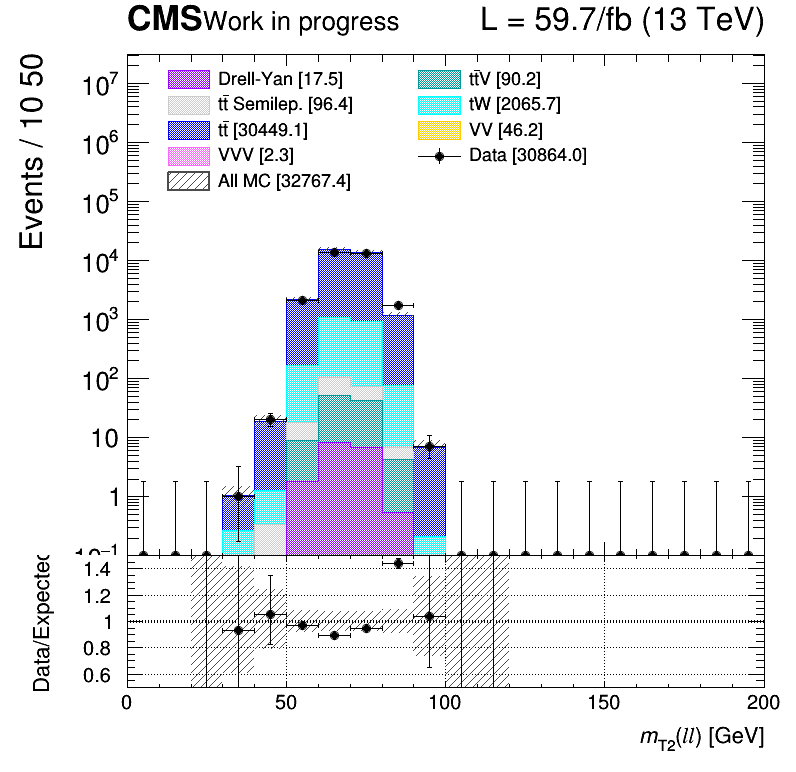 CMS Work in progress L = 59.7/fb (13 TeV)
Events / 10 50
Drell-Yan [17.5]
tt̄ Semilep. [96.4]
tt̄ [30449.1]
VVV [2.3]
All MC [32767.4]
tt̄V [90.2]
tW [2065.7]
VV [46.2]
Data [30864.0]
10⁷
10⁶
10⁵
10⁴
10³
10²
10
1
10⁻¹
Data/Expected
1.4
1.2
1
0.8
0.6
0 50 100 150 200
m_T2(ll) [GeV]